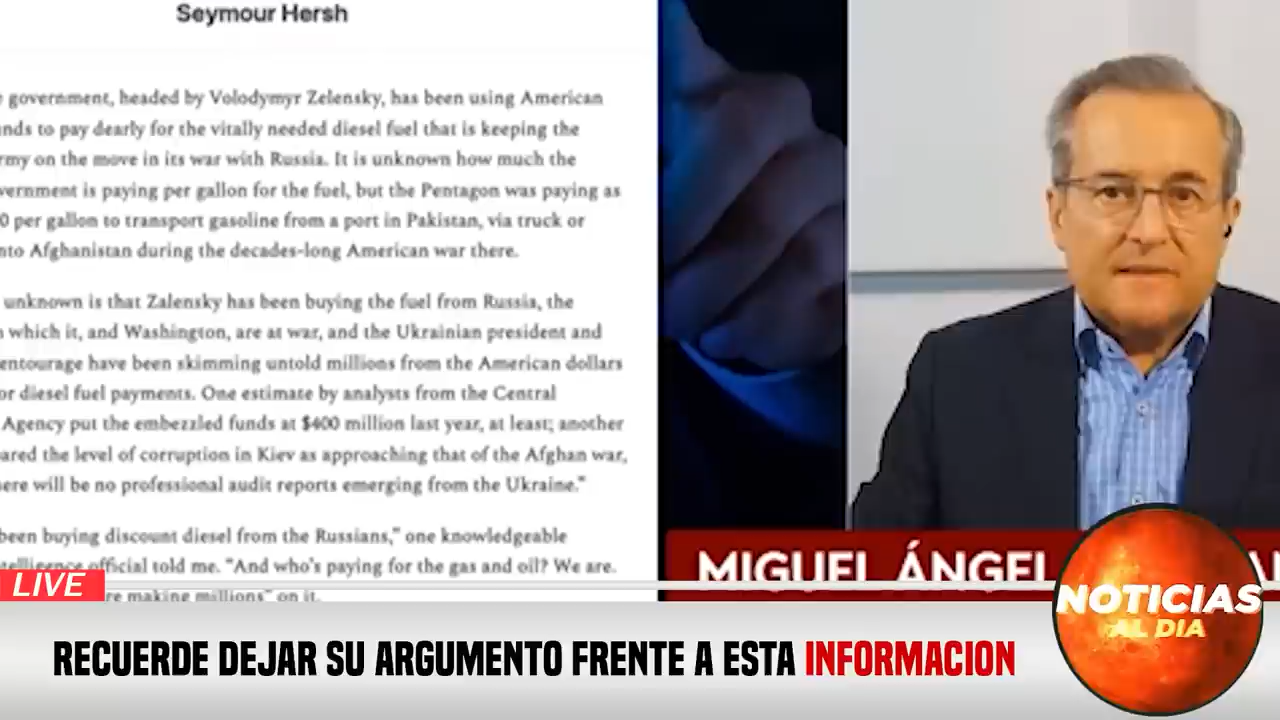 Seymour Hersh
government, headed by Volodymyr Zelensky, has been using American
to pay dearly for the vitally needed diesel fuel that is keeping the
on the move in its war with Russia. It is unknown how much the
is paying per gallon for the fuel, but the Pentagon was paying as
per gallon to transport gasoline from a port in Pakistan, via truck or
Afghanistan during the decades-long American war there.
unknown is that Zalensky has been buying the fuel from Russia, the
which it, and Washington, are at war, and the Ukrainian president and
entourage have been skimming untold millions from the American dollars
diesel fuel payments. One estimate by analysts from the Central
Agency put the embezzled funds at $400 million last year, at least; another
the level of corruption in Kiev as approaching that of the Afghan war,
will be no professional audit reports emerging from the Ukraine.”
been buying discount diesel from the Russians,” one knowledgeable
official told me. “And who’s paying for the gas and oil? We are.
making millions” on it.
MIGUEL ÁNGEL
LIVE
NOTICIAS
AL DIA
RECUERDE DEJAR SU ARGUMENTO FRENTE A ESTA INFORMACION